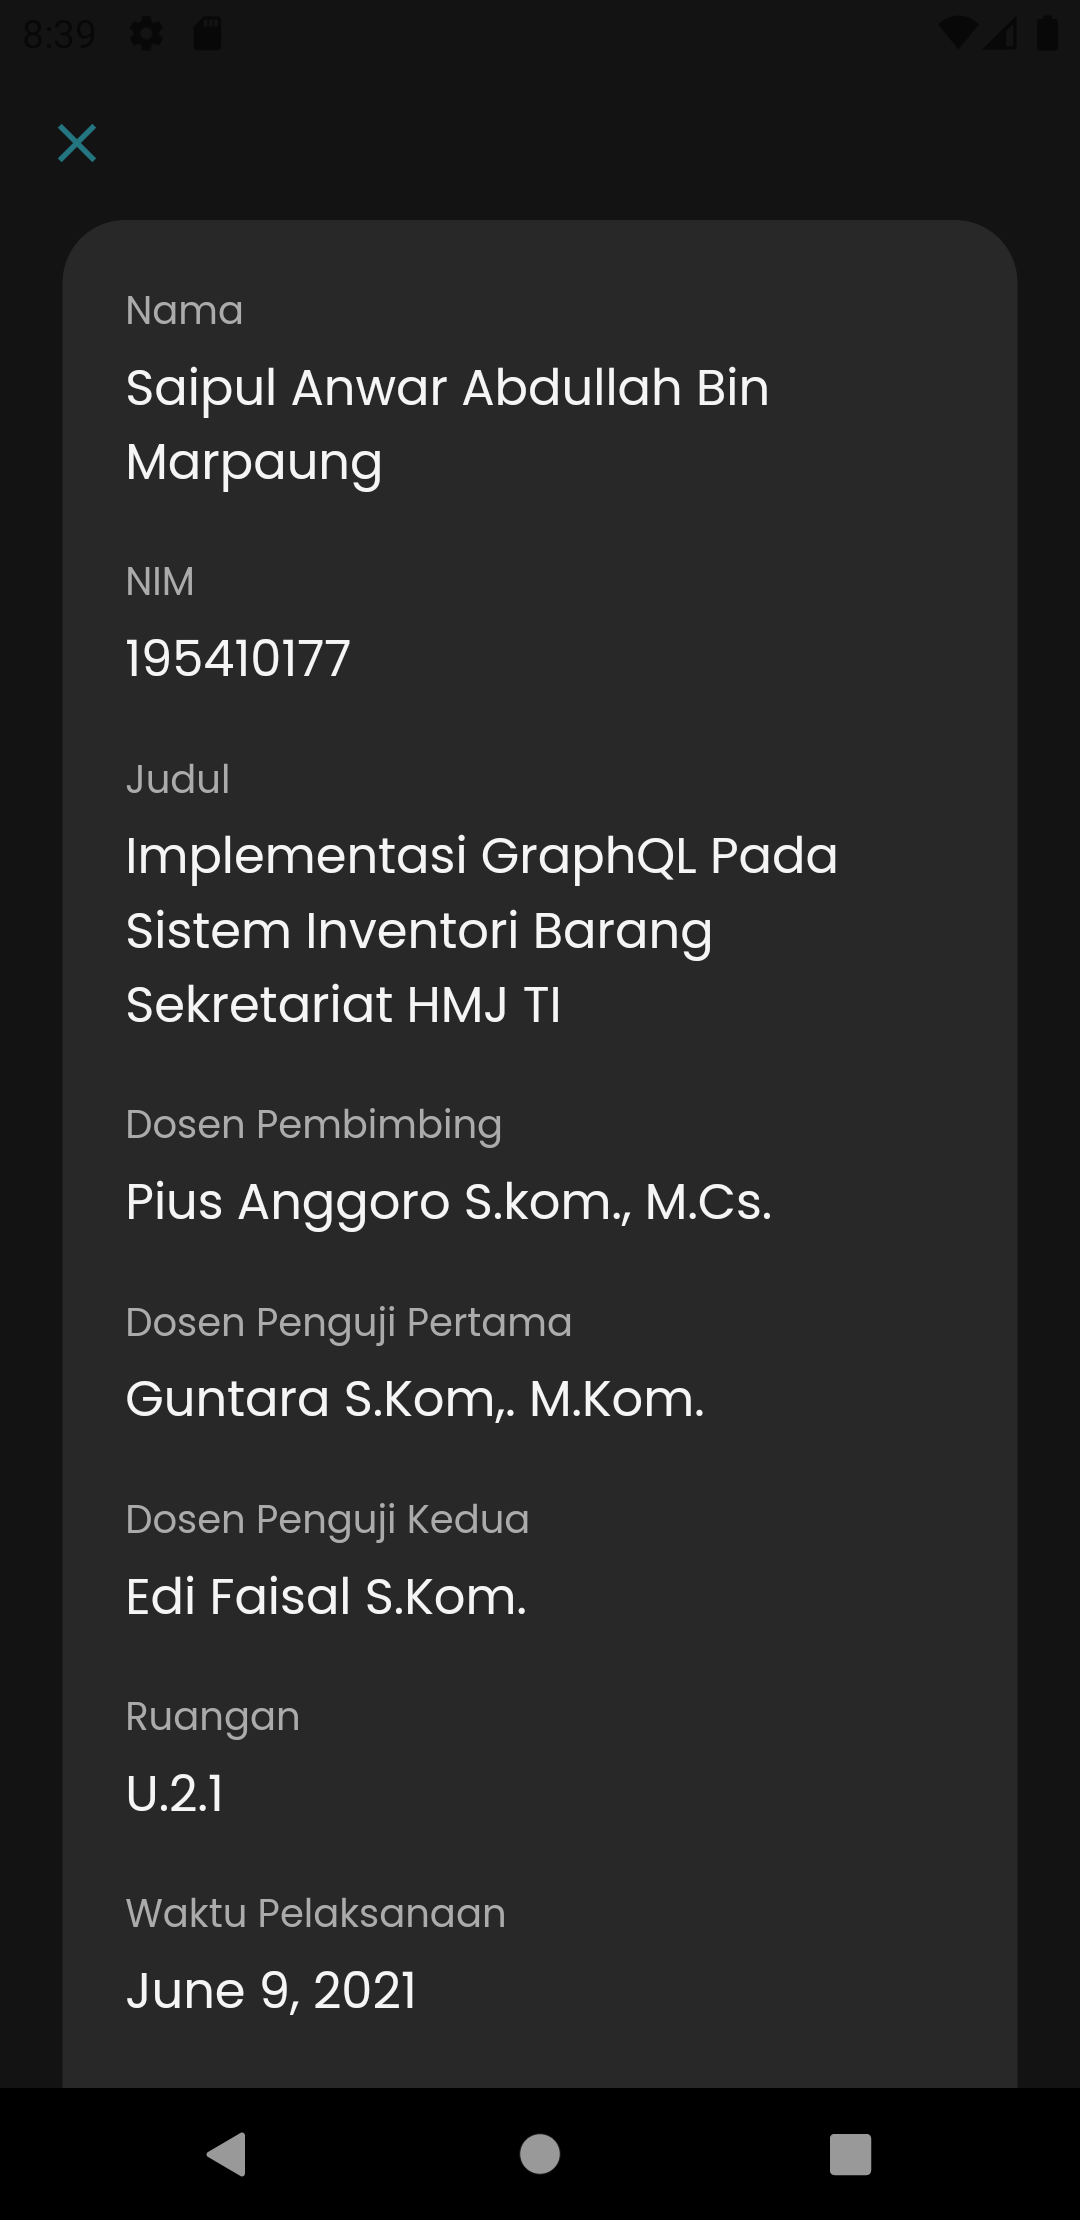 8:39
Nama
Saipul Anwar Abdullah Bin
Marpaung
NIM
195410177
Judul
Implementasi GraphQL Pada
Sistem Inventori Barang
Sekretariat HMJ TI
Dosen Pembimbing
Pius Anggoro S.kom., M.Cs.
Dosen Penguji Pertama
Guntara S.Kom,. M.Kom.
Dosen Penguji Kedua
Edi Faisal S.Kom.
Ruangan
U.2.1
Waktu Pelaksanaan
June 9, 2021